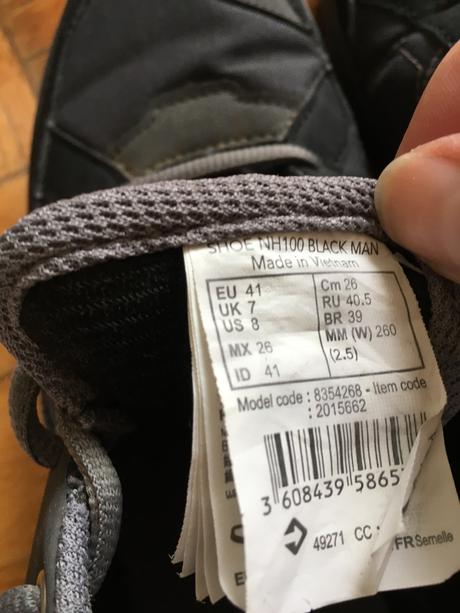 SHOE NH100 BLACK MAN
Made in Vietnam
EU 41
UK 7
US 8
MX 26
ID 41
Cm 26
RU 40.5
BR 39
MM (W) 260
(2.5)
Model code : 8354268 - Item code
: 2015662
3 608439 5865
49271 CC :
FR Semelle